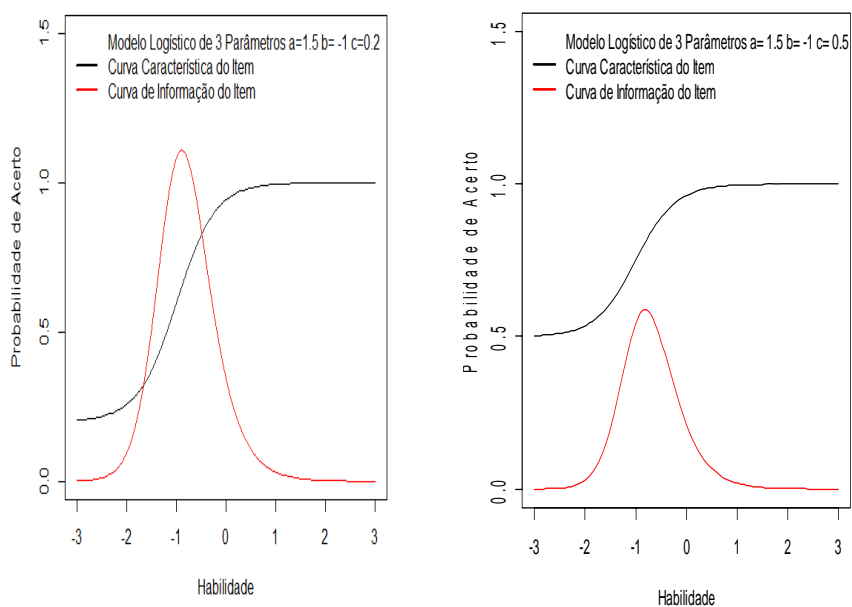 Modelo Logístico de 3 Parâmetros a=1.5 b= -1 c=0.2
Curva Característica do Item
Curva de Informação do Item
Probabilidade de Acerto
1.5
1.0
0.5
0.0
-3 -2 -1 0 1 2 3
Habilidade
Modelo Logístico de 3 Parâmetros a= 1.5 b= -1 c= 0.5
Curva Característica do Item
Curva de Informação do Item
Probabilidade de Acerto
1.5
1.0
0.5
0.0
-3 -2 -1 0 1 2 3
Habilidade